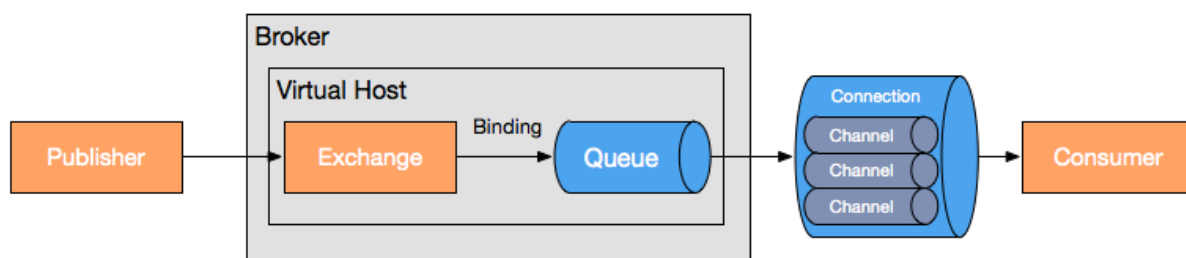 Broker
Virtual Host
Publisher
Exchange
Binding
Queue
Connection
Channel
Channel
Channel
Consumer